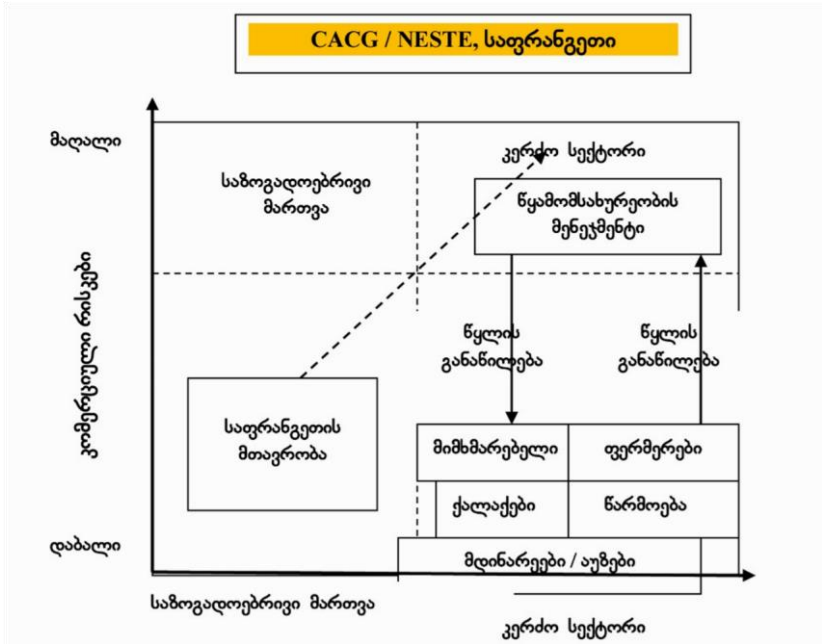 CACG / NESTE, საფრანგეთი
მაღალი
კერძო სექტორი
საზოგადოებრივი
მართვა
წყამომსახურეობის
მენეჯმენტი
კომერციული რისკები
წყლის
განაწილება
წყლის
განაწილება
საფრანგეთის
მთავრობა
მიმხმარებელი
ფერმერები
ქალაქები
წარმოება
დაბალი
მდინარეები / აუზები
საზოგადოებრივი მართვა
კერძო სექტორი